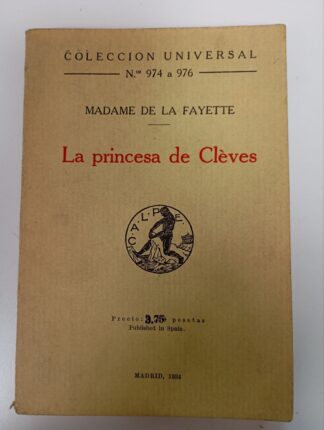 COLECCION UNIVERSAL
N.ᵒˢ 974 a 976
MADAME DE LA FAYETTE
La princesa de Clèves
CALPE
Precio: 3,75 pesetas
Published in Spain.
MADRID, 1924